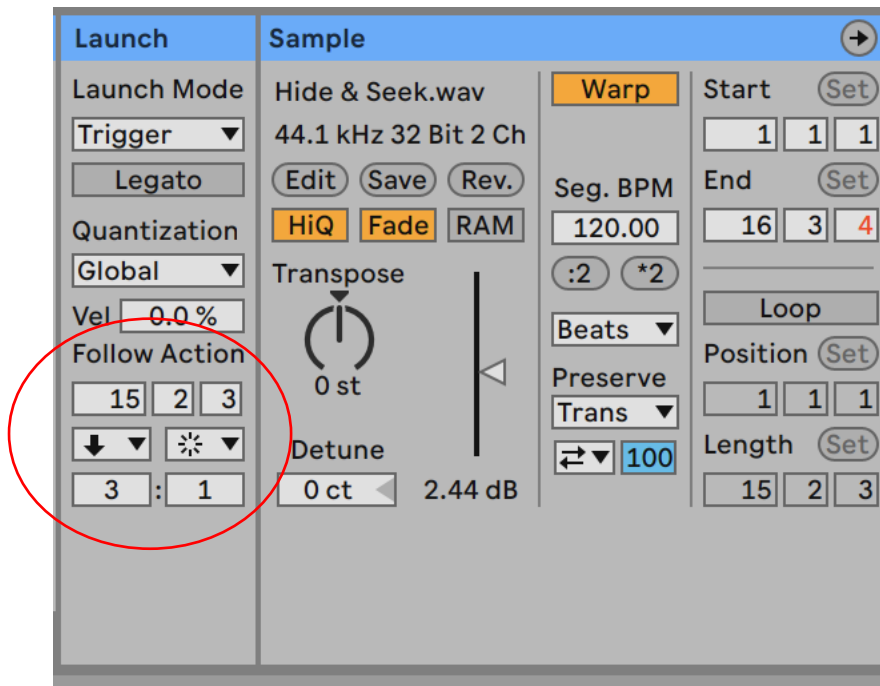 Launch
Launch Mode
Trigger
Legato
Quantization
Global
Vel 0.0 %
Follow Action
15 2 3
3 : 1
Sample
Hide & Seek.wav
44.1 kHz 32 Bit 2 Ch
Edit Save Rev.
HiQ Fade RAM
Transpose
0 st
Detune
0 ct 2.44 dB
Warp
Seg. BPM
120.00
:2 *2
Beats
Preserve
Trans
100
Start Set
1 1 1
End Set
16 3 4
Loop
Position Set
1 1 1
Length Set
15 2 3